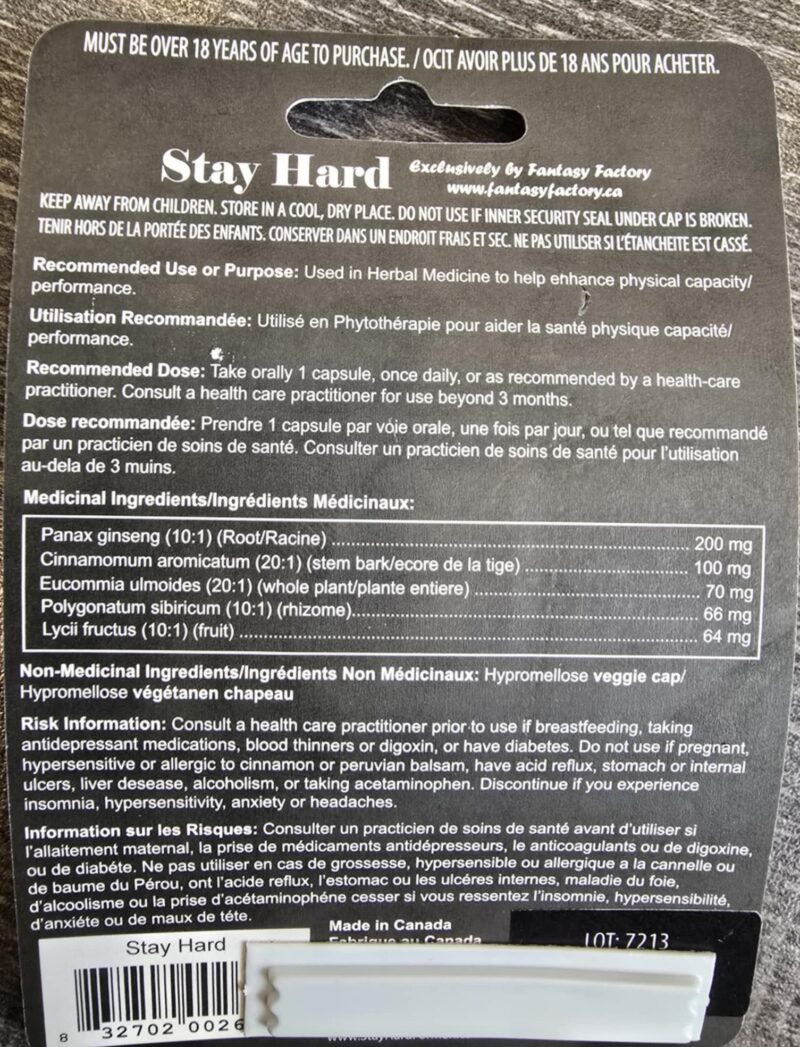 MUST BE OVER 18 YEARS OF AGE TO PURCHASE. / OCIT AVOIR PLUS DE 18 ANS POUR ACHETER.
Stay Hard Exclusively by Fantasy Factory
www.fantasyfactory.ca
KEEP AWAY FROM CHILDREN. STORE IN A COOL, DRY PLACE. DO NOT USE IF INNER SECURITY SEAL UNDER CAP IS BROKEN.
TENIR HORS DE LA PORTÉE DES ENFANTS. CONSERVER DANS UN ENDROIT FRAIS ET SEC. NE PAS UTILISER SI L'ÉTANCHEITE EST CASSÉ.
Recommended Use or Purpose: Used in Herbal Medicine to help enhance physical capacity/
performance.
Utilisation Recommandée: Utilisé en Phytothérapie pour aider la santé physique capacité/
performance.
Recommended Dose: Take orally 1 capsule, once daily, or as recommended by a health-care
practitioner. Consult a health care practitioner for use beyond 3 months.
Dose recommandée: Prendre 1 capsule par vóie orale, une fois par jour, ou tel que recommandé
par un practicien de soins de santé. Consulter un practicien de soins de santé pour l'utilisation
au-dela de 3 muins.
Medicinal Ingredients/Ingrédients Médicinaux:
Panax ginseng (10:1) (Root/Racine) 200 mg
Cinnamomum aromaticum (20:1) (stem bark/ecore de la tige) 100 mg
Eucommia ulmoides (20:1) (whole plant/plante entiere) 70 mg
Polygonatum sibiricum (10:1) (rhizome) 66 mg
Lycii fructus (10:1) (fruit) 64 mg
Non-Medicinal Ingredients/Ingrédients Non Médicinaux: Hypromellose veggie cap/
Hypromellose végétanen chapeau
Risk Information: Consult a health care practitioner prior to use if breastfeeding, taking
antidepressant medications, blood thinners or digoxin, or have diabetes. Do not use if pregnant,
hypersensitive or allergic to cinnamon or peruvian balsam, have acid reflux, stomach or internal
ulcers, liver desease, alcoholism, or taking acetaminophen. Discontinue if you experience
insomnia, hypersensitivity, anxiety or headaches.
Information sur les Risques: Consulter un practicien de soins de santé avant d'utiliser si
l'allaitement maternal, la prise de médicaments antidépresseurs, le anticoagulants ou de digoxine,
ou de diabéte. Ne pas utiliser en cas de grossesse, hypersible ou allergique a la cannelle ou
de baume du Pérou, ont l'acide reflux, l'estomac ou les ulcéres internes, maladie du foie,
d'alcoolisme ou la prise d'acétaminophéne cesser si vous ressentez l'insomnie, hypersensibilité,
d'anxiéte ou de maux de téte.
Made in Canada
Fabrique au Canada
LOT: 7213
Stay Hard
8 32702 0026